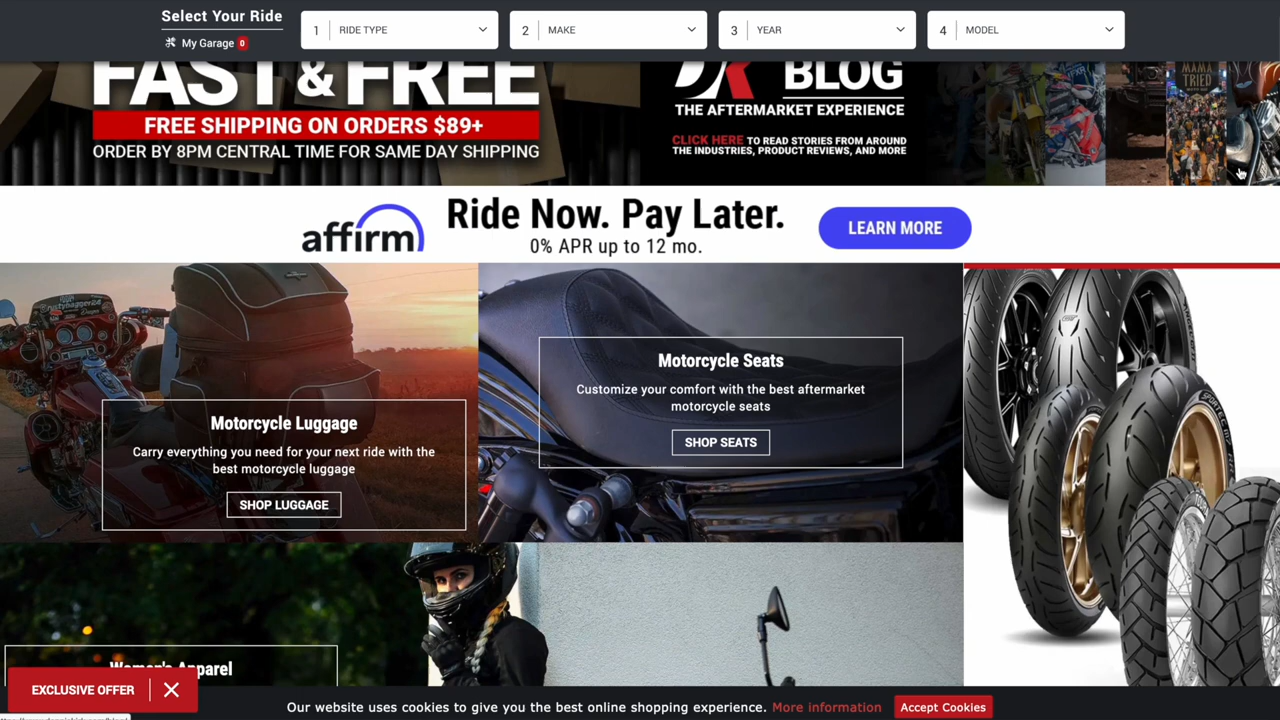 Select Your Ride
My Garage 0
1 RIDE TYPE
2 MAKE
3 YEAR
4 MODEL
FAST & FREE
FREE SHIPPING ON ORDERS $89+
ORDER BY 8PM CENTRAL TIME FOR SAME DAY SHIPPING
BLOG
THE AFTERMARKET EXPERIENCE
CLICK HERE TO READ STORIES FROM AROUND
THE INDUSTRIES, PRODUCT REVIEWS, AND MORE
MAMA
TRIED
affirm
Ride Now. Pay Later.
0% APR up to 12 mo.
LEARN MORE
Motorcycle Luggage
Carry everything you need for your next ride with the
best motorcycle luggage
SHOP LUGGAGE
Motorcycle Seats
Customize your comfort with the best aftermarket
motorcycle seats
SHOP SEATS
Women's Apparel
EXCLUSIVE OFFER
Our website uses cookies to give you the best online shopping experience. More information
Accept Cookies